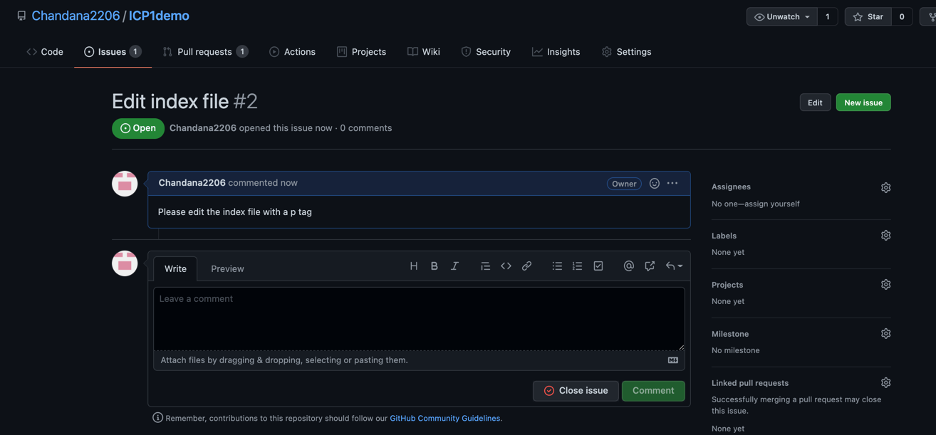 Chandana2206 / ICP1demo
Unwatch 1 Star 0
Code Issues 1 Pull requests 1 Actions Projects Wiki Security Insights Settings
Edit index file #2
Edit New issue
Open Chandana2206 opened this issue now · 0 comments
Chandana2206 commented now Owner
Please edit the index file with a p tag
Write Preview
Leave a comment
Attach files by dragging & dropping, selecting or pasting them.
Close issue Comment
Remember, contributions to this repository should follow our GitHub Community Guidelines.
Assignees
No one—assign yourself
Labels
None yet
Projects
None yet
Milestone
No milestone
Linked pull requests
Successfully merging a pull request may close
this issue.
None yet